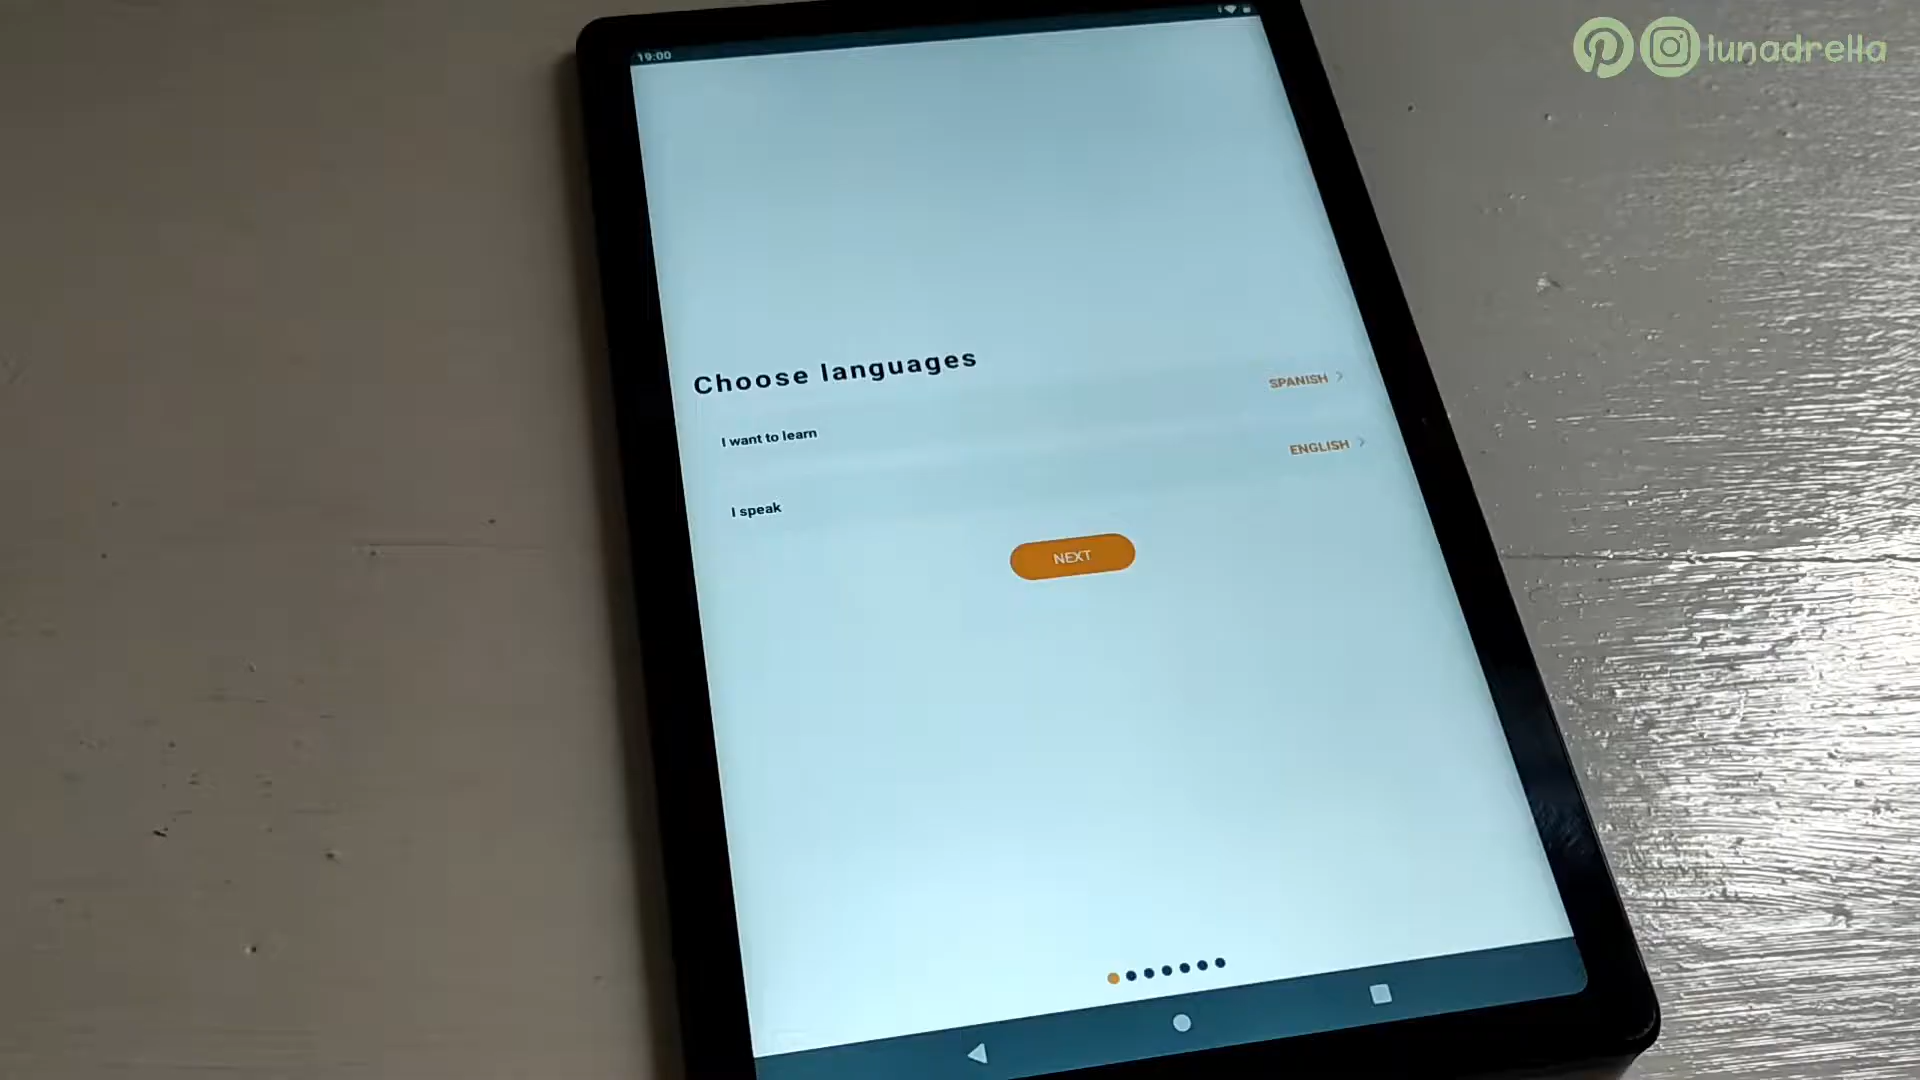 lunadrella
19:00
Choose languages
I want to learn
SPANISH
I speak
ENGLISH
NEXT